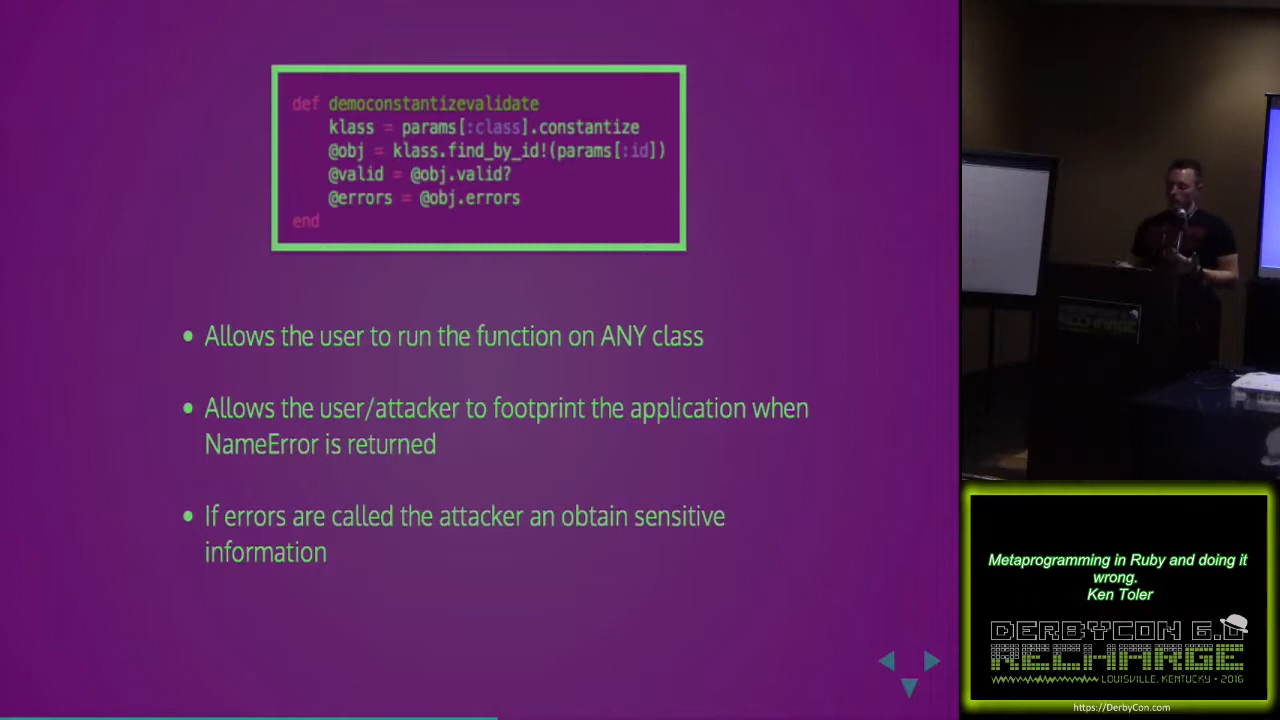 def democonstantizevalidate
klass = params[:class].constantize
@obj = klass.find_by_id!(params[:id])
@valid = @obj.valid?
@errors = @obj.errors
end
• Allows the user to run the function on ANY class
• Allows the user/attacker to footprint the application when
NameError is returned
• If errors are called the attacker an obtain sensitive
information
Metaprogramming in Ruby and doing it
wrong.
Ken Toler
DERBYCON 6.0
RECHARGE
LOUISVILLE, KENTUCKY • 2016
https://DerbyCon.com